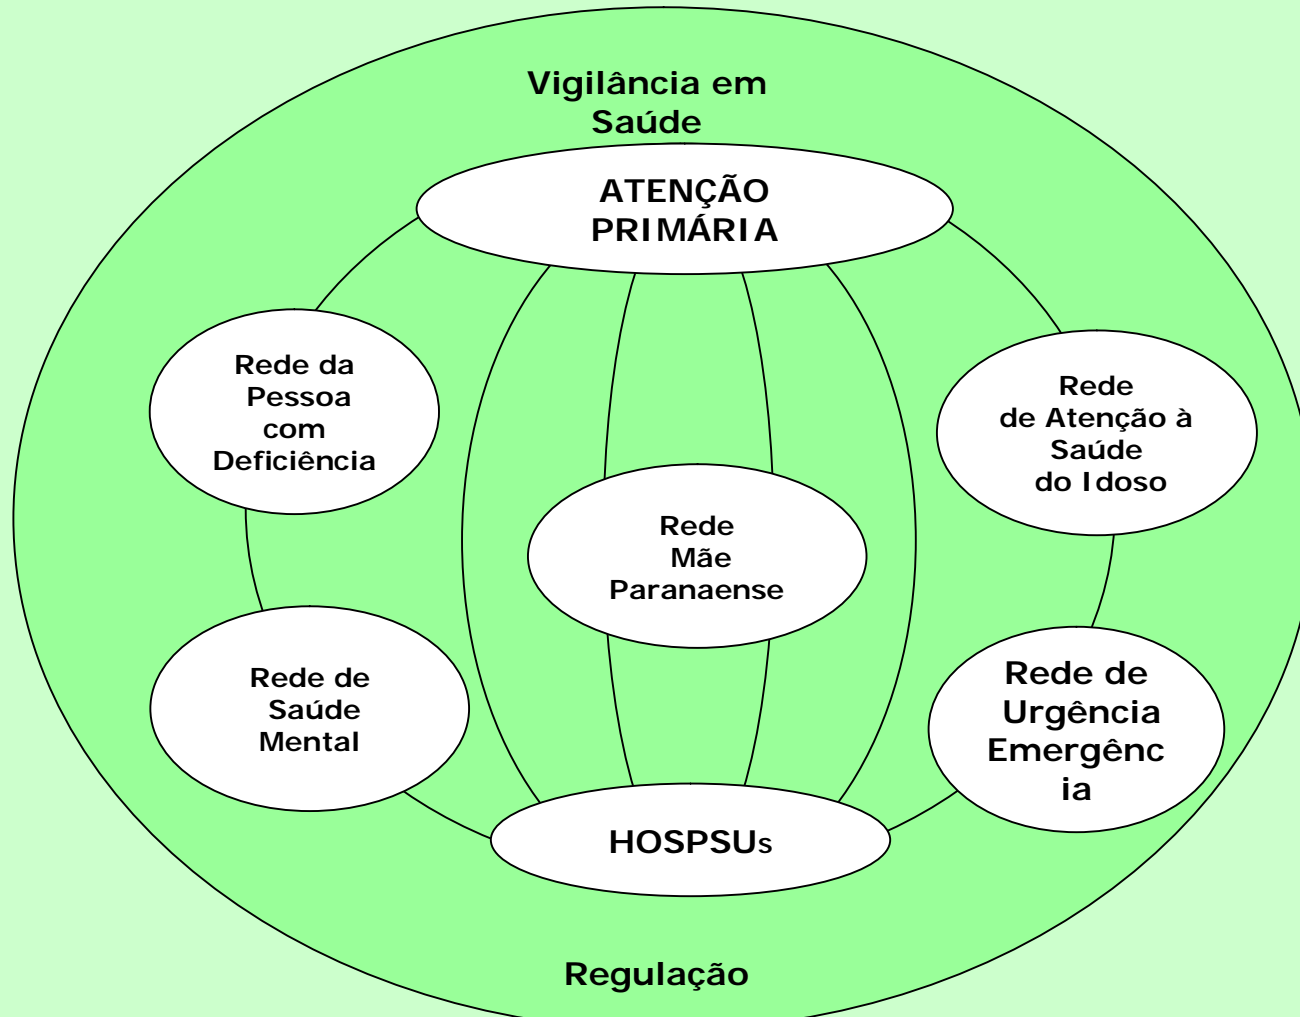 Vigilância em
Saúde
ATENÇÃO
PRIMÁRIA
Rede da
Pessoa
com
Deficiência
Rede
de Atenção à
Saúde
do Idoso
Rede
Mãe
Paranaense
Rede de
Saúde
Mental
Rede de
Urgência
Emergênc
ia
HOSPSUs
Regulação